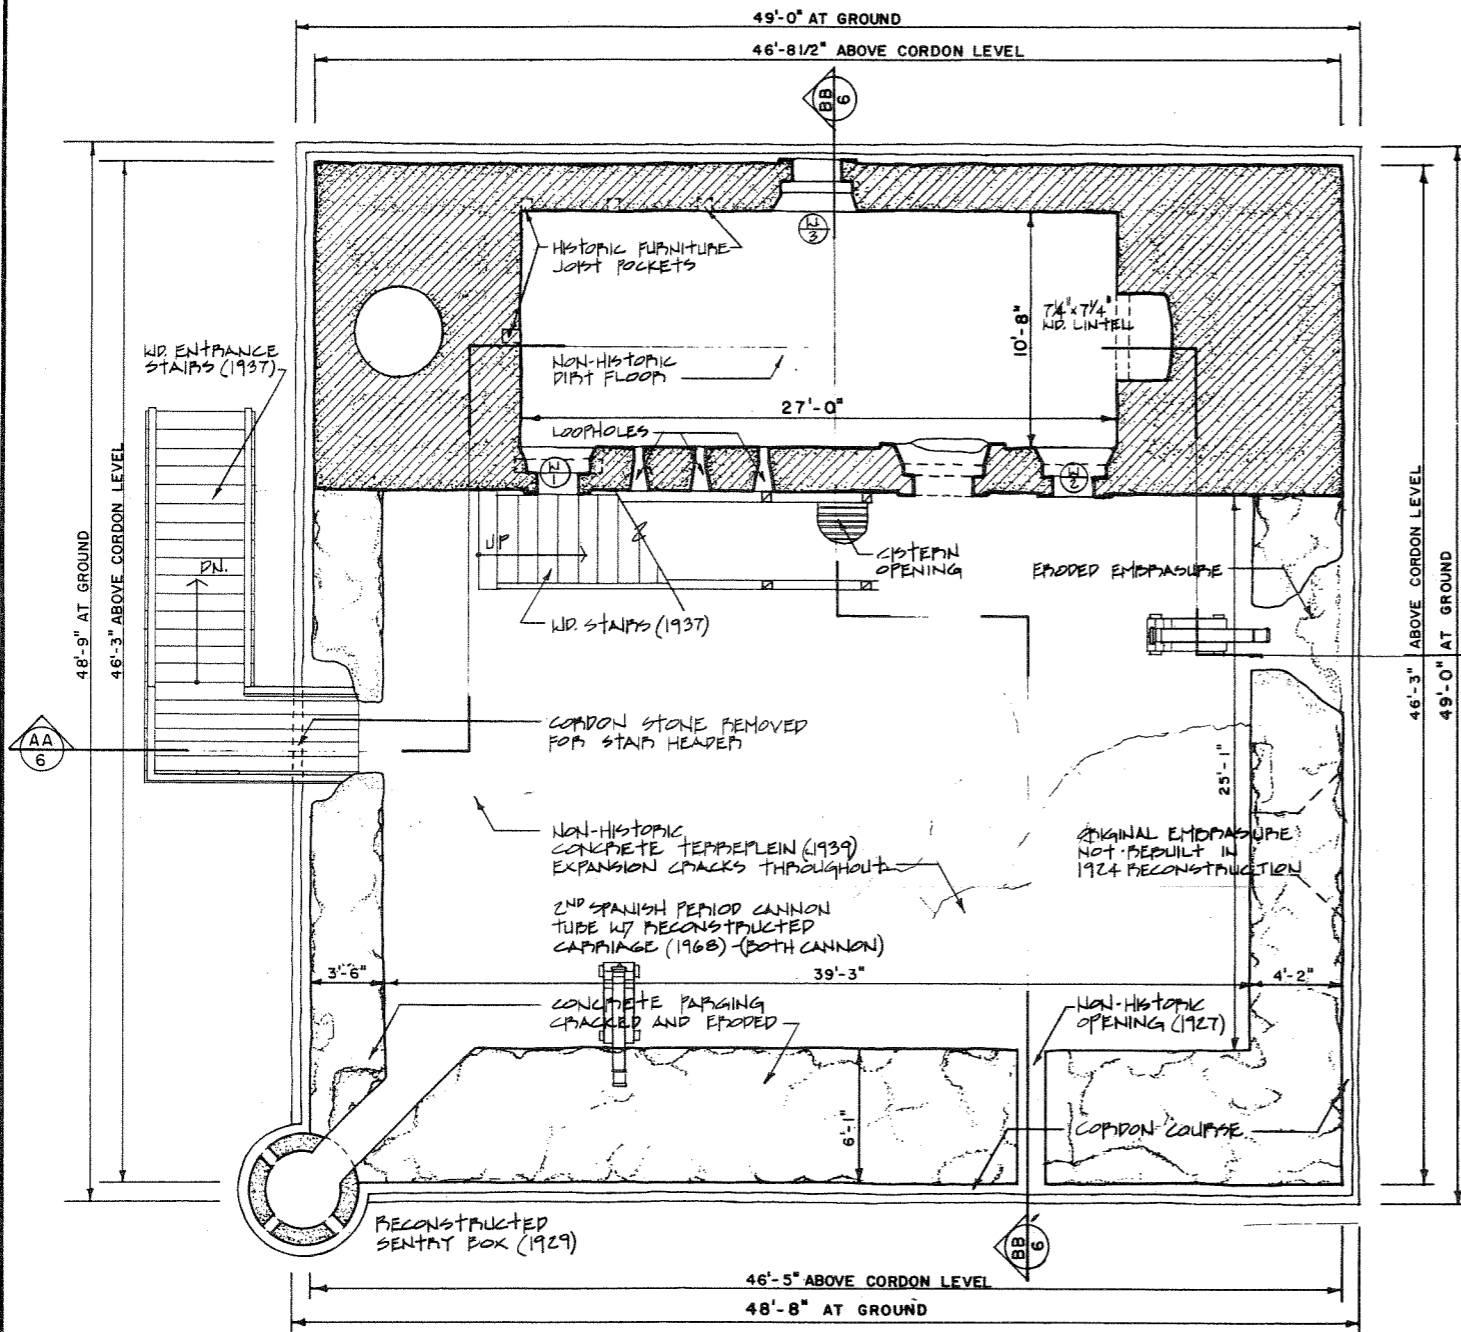 49'-0" AT GROUND
46'-8 1/2" ABOVE CORDON LEVEL
BB
6
W
3
HISTORIC FURNITURE
JOIST POCKETS
7 1/4" x 7 1/4"
WD. LINTELL
10'-8"
WD. ENTRANCE
STAIRS (1937)
NON-HISTORIC
DIRT FLOOR
27'-0"
LOOPHOLES
W
1
W
2
UP
DN.
CISTERN
OPENING
ERODED EMBRASURE
WD. STAIRS (1937)
48'-9" AT GROUND
46'-3" ABOVE CORDON LEVEL
46'-3" ABOVE CORDON LEVEL
49'-0" AT GROUND
AA
6
CORDON STONE REMOVED
FOR STAIR HEADER
25'-1"
NON-HISTORIC
CONCRETE TERREPLEIN (1939)
EXPANSION CRACKS THROUGHOUT
ORIGINAL EMBRASURE
NOT REBUILT IN
1924 RECONSTRUCTION
2ND SPANISH PERIOD CANNON
TUBE W/ RECONSTRUCTED
CARRIAGE (1968) (BOTH CANNON)
3'-6"
39'-3"
4'-2"
CONCRETE PARGING
CRACKED AND ERODED
NON-HISTORIC
OPENING (1927)
6'-1"
CORDON COURSE
RECONSTRUCTED
SENTRY BOX (1929)
BB
6
46'-5" ABOVE CORDON LEVEL
48'-8" AT GROUND